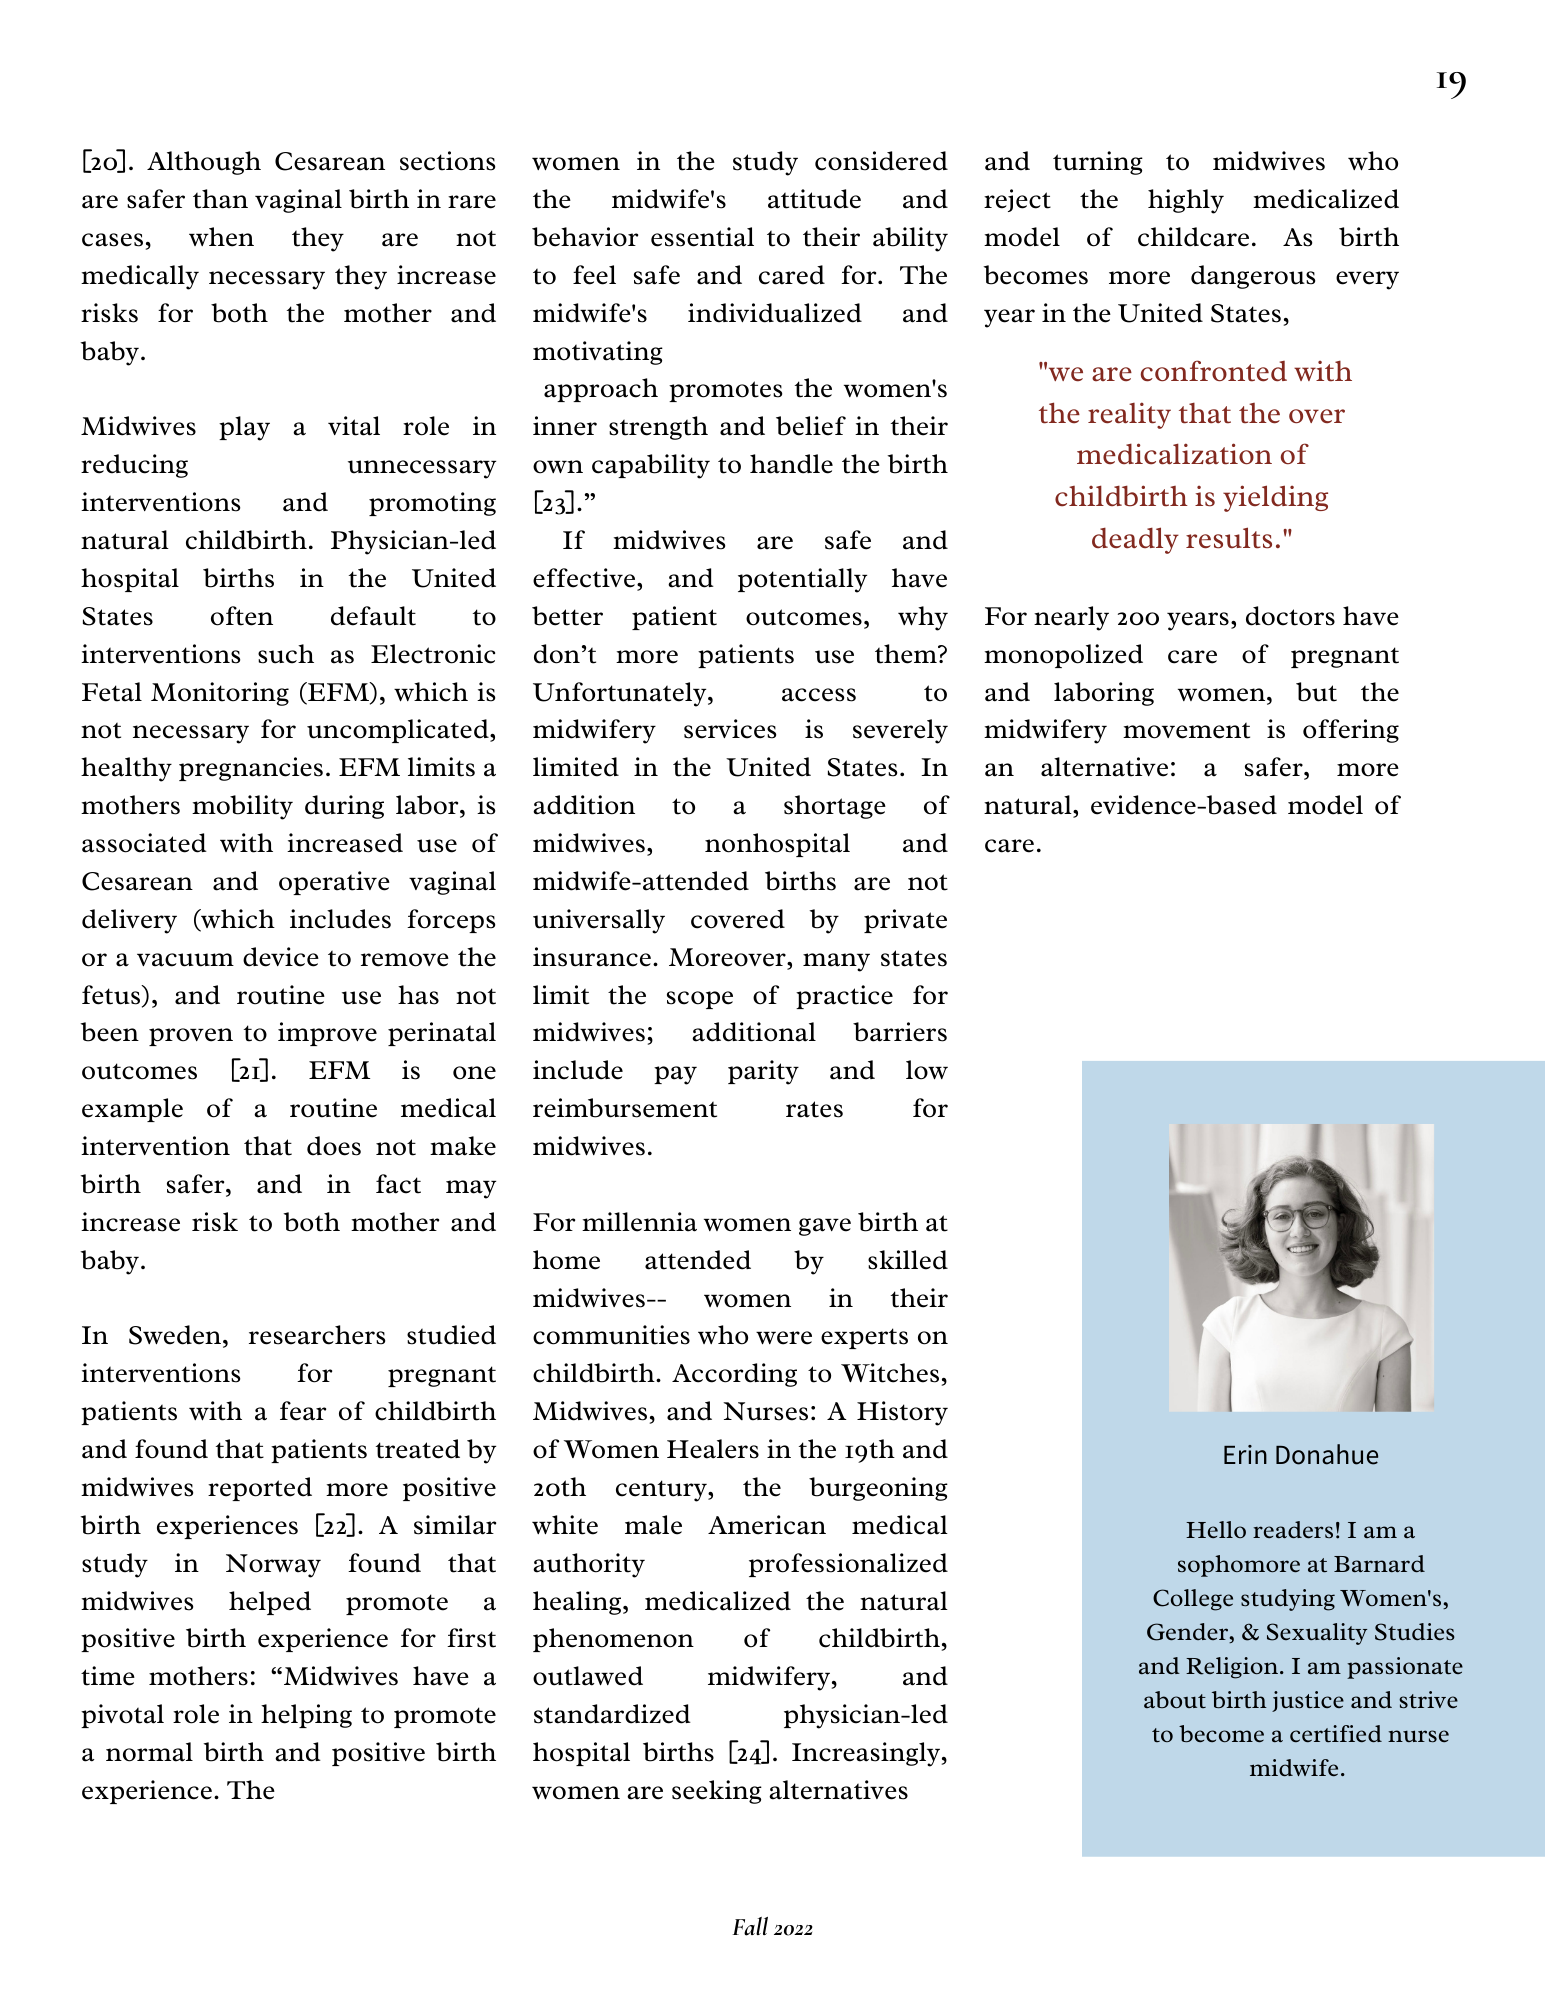 19
[20]. Although Cesarean sections
are safer than vaginal birth in rare
cases, when they are not
medically necessary they increase
risks for both the mother and
baby.
Midwives play a vital role in
reducing unnecessary
interventions and promoting
natural childbirth. Physician-led
hospital births in the United
States often default to
interventions such as Electronic
Fetal Monitoring (EFM), which is
not necessary for uncomplicated,
healthy pregnancies. EFM limits a
mothers mobility during labor, is
associated with increased use of
Cesarean and operative vaginal
delivery (which includes forceps
or a vacuum device to remove the
fetus), and routine use has not
been proven to improve perinatal
outcomes [21]. EFM is one
example of a routine medical
intervention that does not make
birth safer, and in fact may
increase risk to both mother and
baby.
In Sweden, researchers studied
interventions for pregnant
patients with a fear of childbirth
and found that patients treated by
midwives reported more positive
birth experiences [22]. A similar
study in Norway found that
midwives helped promote a
positive birth experience for first
time mothers: “Midwives have a
pivotal role in helping to promote
a normal birth and positive birth
experience. The
women in the study considered
the midwife's attitude and
behavior essential to their ability
to feel safe and cared for. The
midwife's individualized and
motivating
approach promotes the women's
inner strength and belief in their
own capability to handle the birth
[23].”
If midwives are safe and
effective, and potentially have
better patient outcomes, why
don’t more patients use them?
Unfortunately, access to
midwifery services is severely
limited in the United States. In
addition to a shortage of
midwives, nonhospital and
midwife-attended births are not
universally covered by private
insurance. Moreover, many states
limit the scope of practice for
midwives; additional barriers
include pay parity and low
reimbursement rates for
midwives.
For millennia women gave birth at
home attended by skilled
midwives-- women in their
communities who were experts on
childbirth. According to Witches,
Midwives, and Nurses: A History
of Women Healers in the 19th and
20th century, the burgeoning
white male American medical
authority professionalized
healing, medicalized the natural
phenomenon of childbirth,
outlawed midwifery, and
standardized physician-led
hospital births [24]. Increasingly,
women are seeking alternatives
and turning to midwives who
reject the highly medicalized
model of childcare. As birth
becomes more dangerous every
year in the United States,
"we are confronted with
the reality that the over
medicalization of
childbirth is yielding
deadly results."
For nearly 200 years, doctors have
monopolized care of pregnant
and laboring women, but the
midwifery movement is offering
an alternative: a safer, more
natural, evidence-based model of
care.
Erin Donahue
Hello readers! I am a
sophomore at Barnard
College studying Women's,
Gender, & Sexuality Studies
and Religion. I am passionate
about birth justice and strive
to become a certified nurse
midwife.
Fall 2022